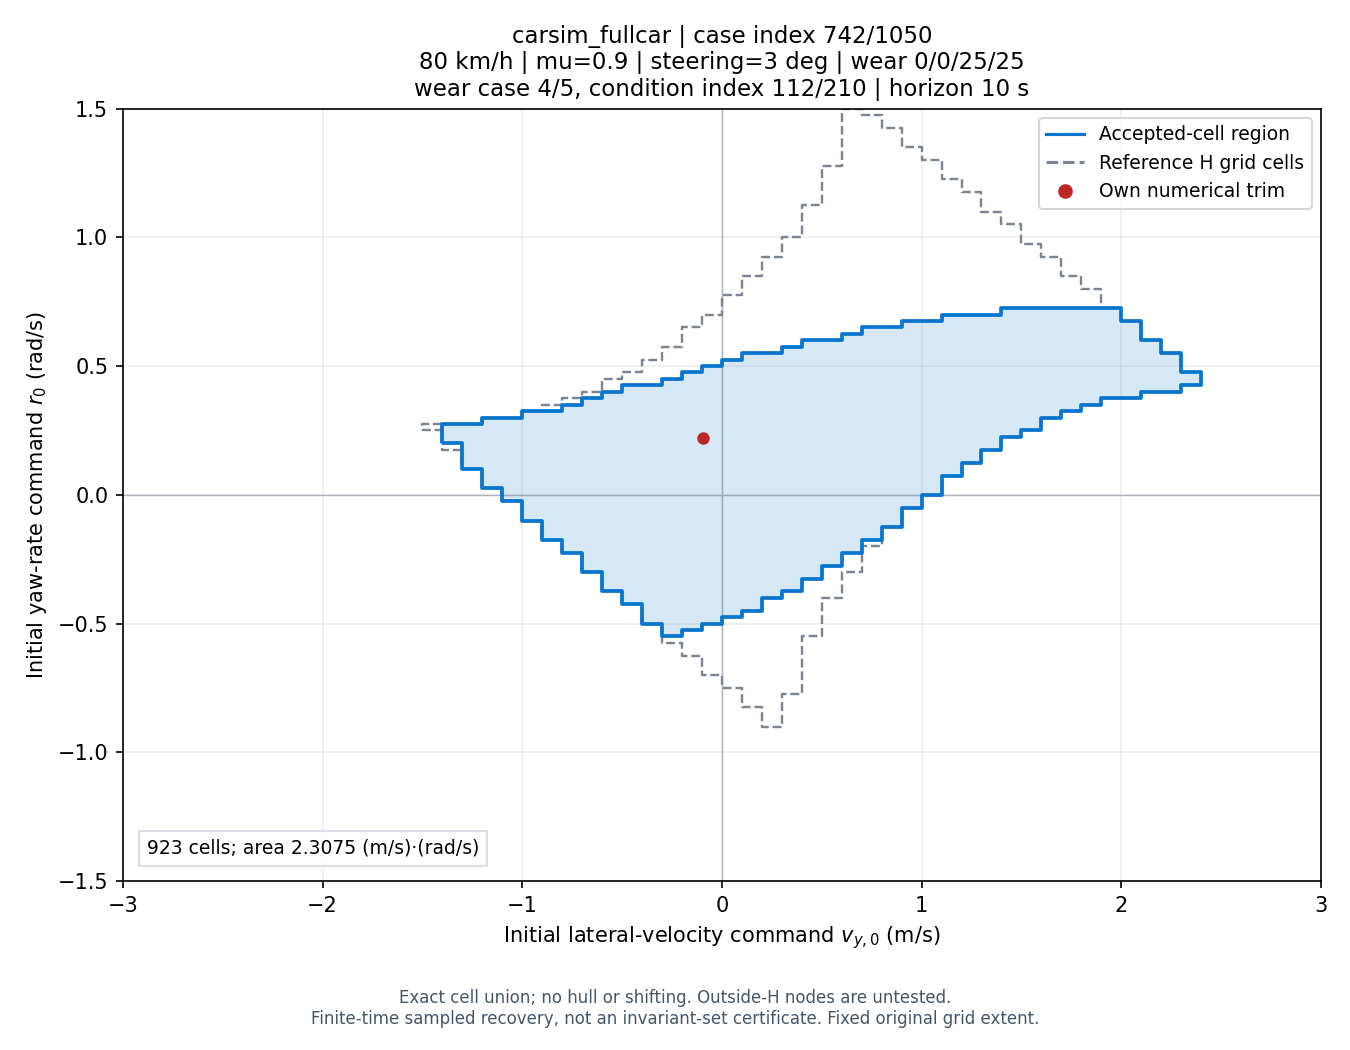 carsim_fullcar | case index 742/1050
80 km/h | mu=0.9 | steering=3 deg | wear 0/0/25/25
wear case 4/5, condition index 112/210 | horizon 10 s
Accepted-cell region
Reference H grid cells
Own numerical trim
1.5
1.0
0.5
0.0
−0.5
−1.0
−1.5
Initial yaw-rate command r₀ (rad/s)
923 cells; area 2.3075 (m/s)·(rad/s)
−3
−2
−1
0
1
2
3
Initial lateral-velocity command v_{y,0} (m/s)
Exact cell union; no hull or shifting. Outside-H nodes are untested.
Finite-time sampled recovery, not an invariant-set certificate. Fixed original grid extent.